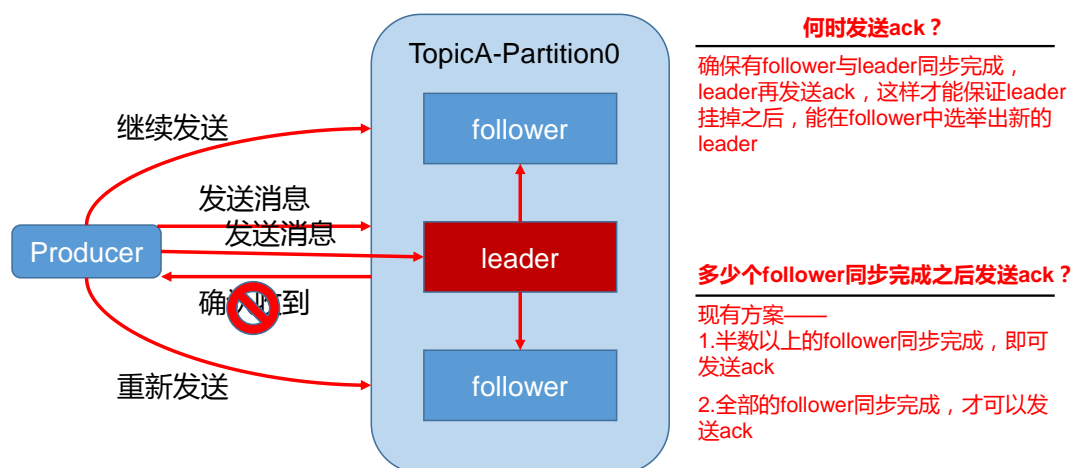 何时发送ack？
TopicA-Partition0
确保有follower与leader同步完成，
leader再发送ack，这样才能保证leader
挂掉之后，能在follower中选举出新的
leader
继续发送
follower
发送消息
发送消息
Producer
leader
确认收到
多少个follower同步完成之后发送ack？
现有方案——
1.半数以上的follower同步完成，即可
发送ack
follower
重新发送
2.全部的follower同步完成，才可以发
送ack